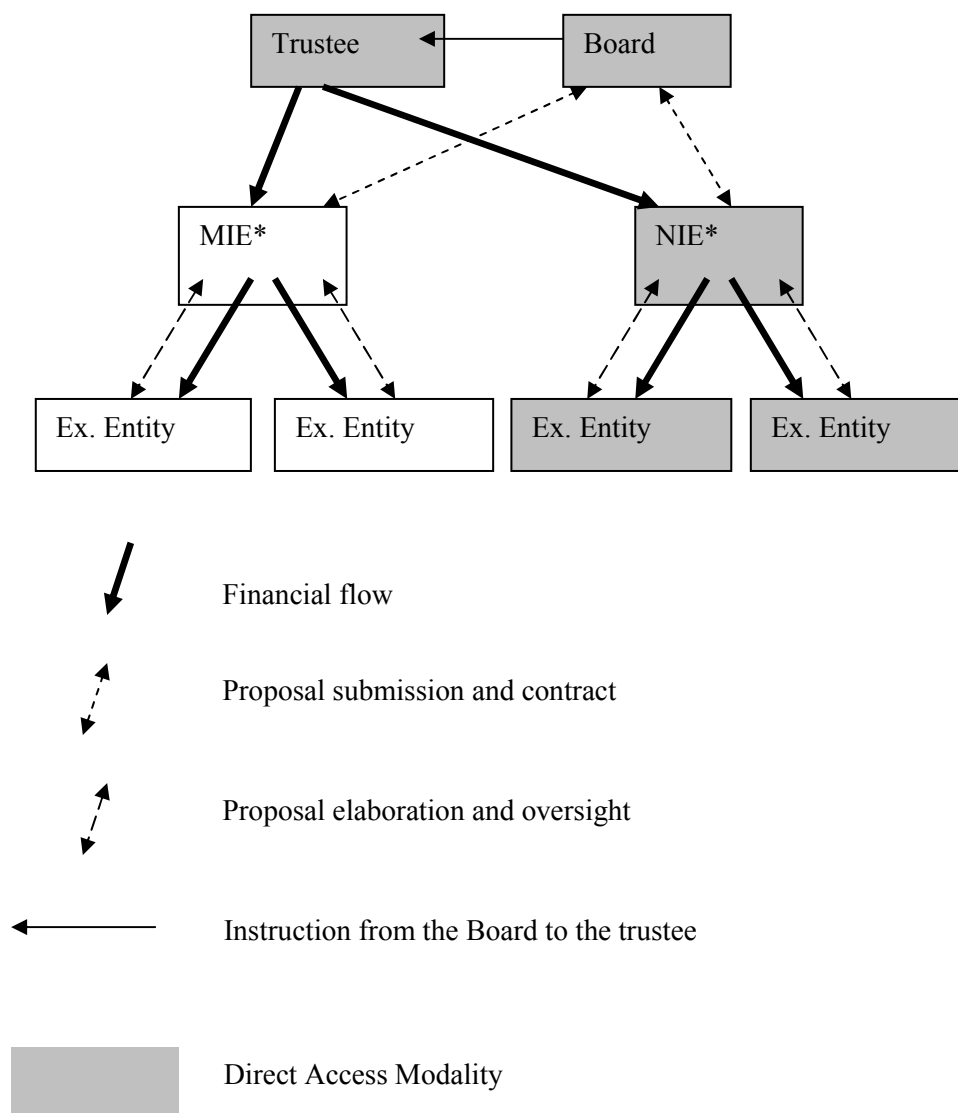 Trustee
Board
MIE*
NIE*
Ex. Entity
Ex. Entity
Ex. Entity
Ex. Entity
Financial flow
Proposal submission and contract
Proposal elaboration and oversight
Instruction from the Board to the trustee
Direct Access Modality